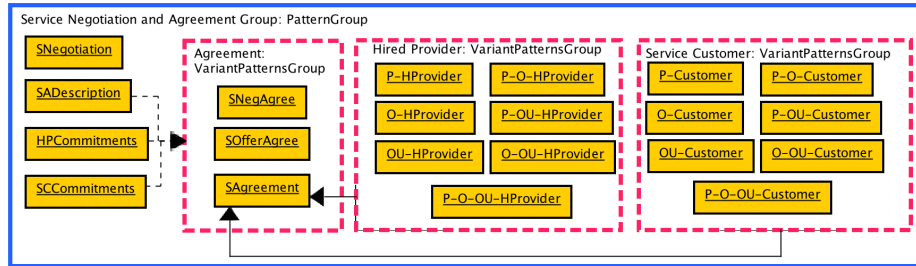 Service Negotiation and Agreement Group: PatternGroup
SNegotiation
SADescription
HPCommitments
SCCommitments
Agreement:
VariantPatternsGroup
SNegAgree
SOfferAgree
SAgreement
Hired Provider: VariantPatternsGroup
P-HProvider
P-O-HProvider
O-HProvider
P-OU-HProvider
OU-HProvider
O-OU-HProvider
P-O-OU-HProvider
Service Customer: VariantPatternsGroup
P-Customer
P-O-Customer
O-Customer
P-OU-Customer
OU-Customer
O-OU-Customer
P-O-OU-Customer